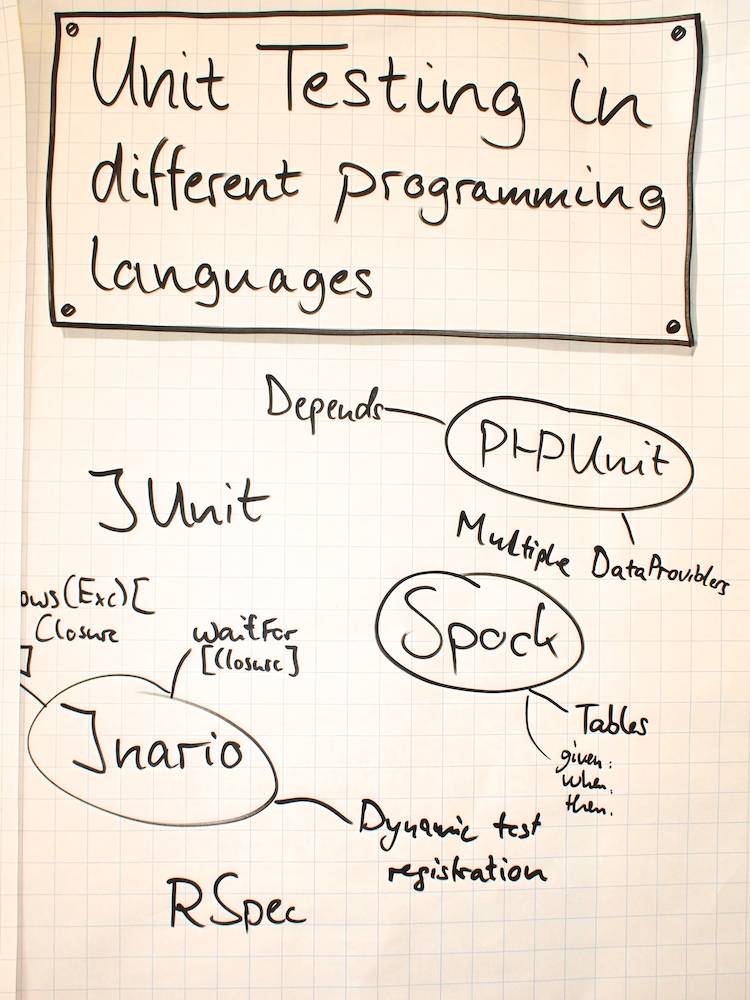 Unit Testing in
different programming
languages
Depends
PHPUnit
Multiple DataProviders
JUnit
Spock
Tables
given:
when.
then.
ows(Exc)[
Closure
]
waitFor
[Closure]
Jnario
Dynamic test
registration
RSpec